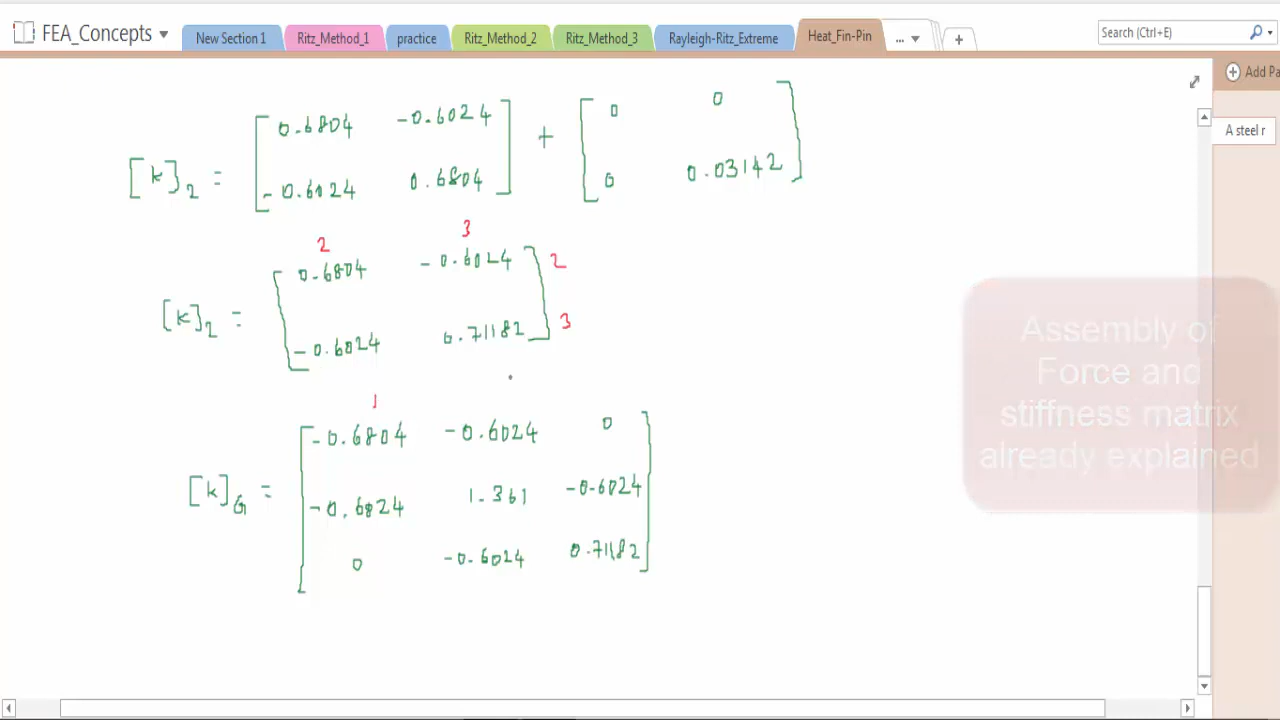 FEA_Concepts
New Section 1
Ritz_Method_1
practice
Ritz_Method_2
Ritz_Method_3
Rayleigh-Ritz_Extreme
Heat_Fin-Pin
...
Search (Ctrl+E)
Add Pa
A steel r
[k]2 = [ 0.6804 -0.6024 ] + [ 0 0 ]
[ -0.6024 0.6804 ] [ 0 0.03142 ]
2 3
[k]2 = [ 0.6804 -0.6024 ] 2
[ -0.6024 0.71182 ] 3
1
[k]G = [ -0.6804 -0.6024 0 ]
[ -0.6024 1.361 -0.6024 ]
[ 0 -0.6024 0.71182 ]
Assembly of
Force and
stiffness matrix
already explained